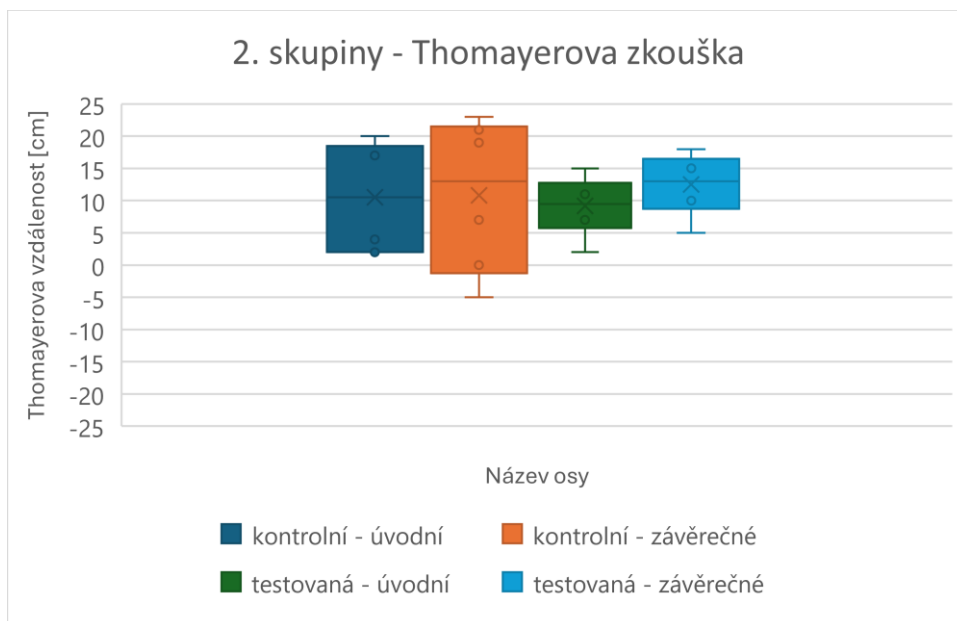 2. skupiny - Thomayerova zkouška
Thomayerova vzdálenost [cm]
25
20
15
10
5
0
-5
-10
-15
-20
-25
Název osy
kontrolní - úvodní
kontrolní - závěrečné
testovaná - úvodní
testovaná - závěrečné